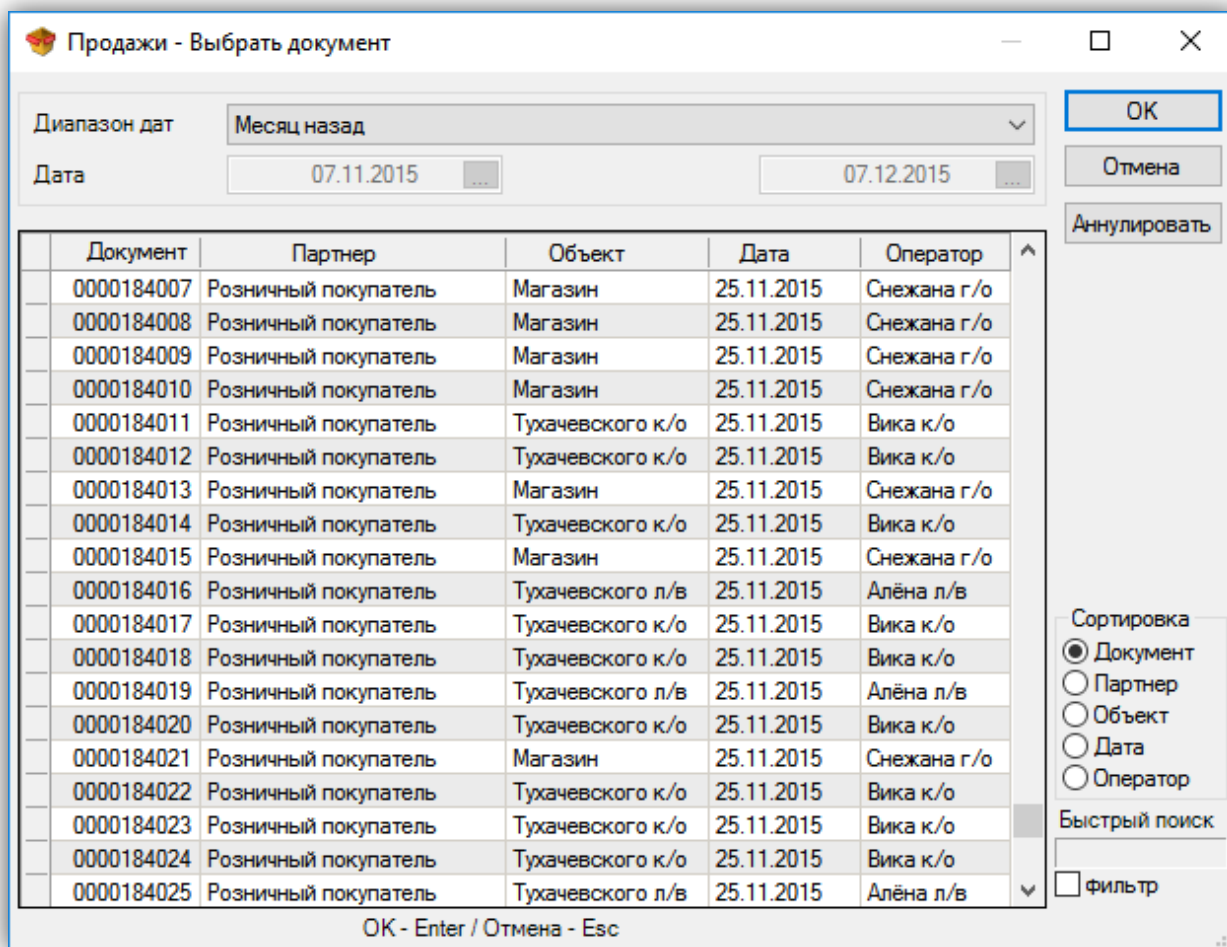 Продажи - Выбрать документ
Диапазон дат Месяц назад OK
Дата 07.11.2015 ... 07.12.2015 ... Отмена
Аннулировать
Документ Партнер Объект Дата Оператор
0000184007 Розничный покупатель Магазин 25.11.2015 Снежана г/о
0000184008 Розничный покупатель Магазин 25.11.2015 Снежана г/о
0000184009 Розничный покупатель Магазин 25.11.2015 Снежана г/о
0000184010 Розничный покупатель Магазин 25.11.2015 Снежана г/о
0000184011 Розничный покупатель Тухачевского к/о 25.11.2015 Вика к/о
0000184012 Розничный покупатель Тухачевского к/о 25.11.2015 Вика к/о
0000184013 Розничный покупатель Магазин 25.11.2015 Снежана г/о
0000184014 Розничный покупатель Тухачевского к/о 25.11.2015 Вика к/о
0000184015 Розничный покупатель Магазин 25.11.2015 Снежана г/о
0000184016 Розничный покупатель Тухачевского л/в 25.11.2015 Алёна л/в
0000184017 Розничный покупатель Тухачевского к/о 25.11.2015 Вика к/о
0000184018 Розничный покупатель Тухачевского к/о 25.11.2015 Вика к/о
0000184019 Розничный покупатель Тухачевского л/в 25.11.2015 Алёна л/в
0000184020 Розничный покупатель Тухачевского к/о 25.11.2015 Вика к/о
0000184021 Розничный покупатель Магазин 25.11.2015 Снежана г/о
0000184022 Розничный покупатель Тухачевского к/о 25.11.2015 Вика к/о
0000184023 Розничный покупатель Тухачевского к/о 25.11.2015 Вика к/о
0000184024 Розничный покупатель Тухачевского к/о 25.11.2015 Вика к/о
0000184025 Розничный покупатель Тухачевского л/в 25.11.2015 Алёна л/в
Сортировка
Документ
Партнер
Объект
Дата
Оператор
Быстрый поиск
фильтр
OK - Enter / Отмена - Esc